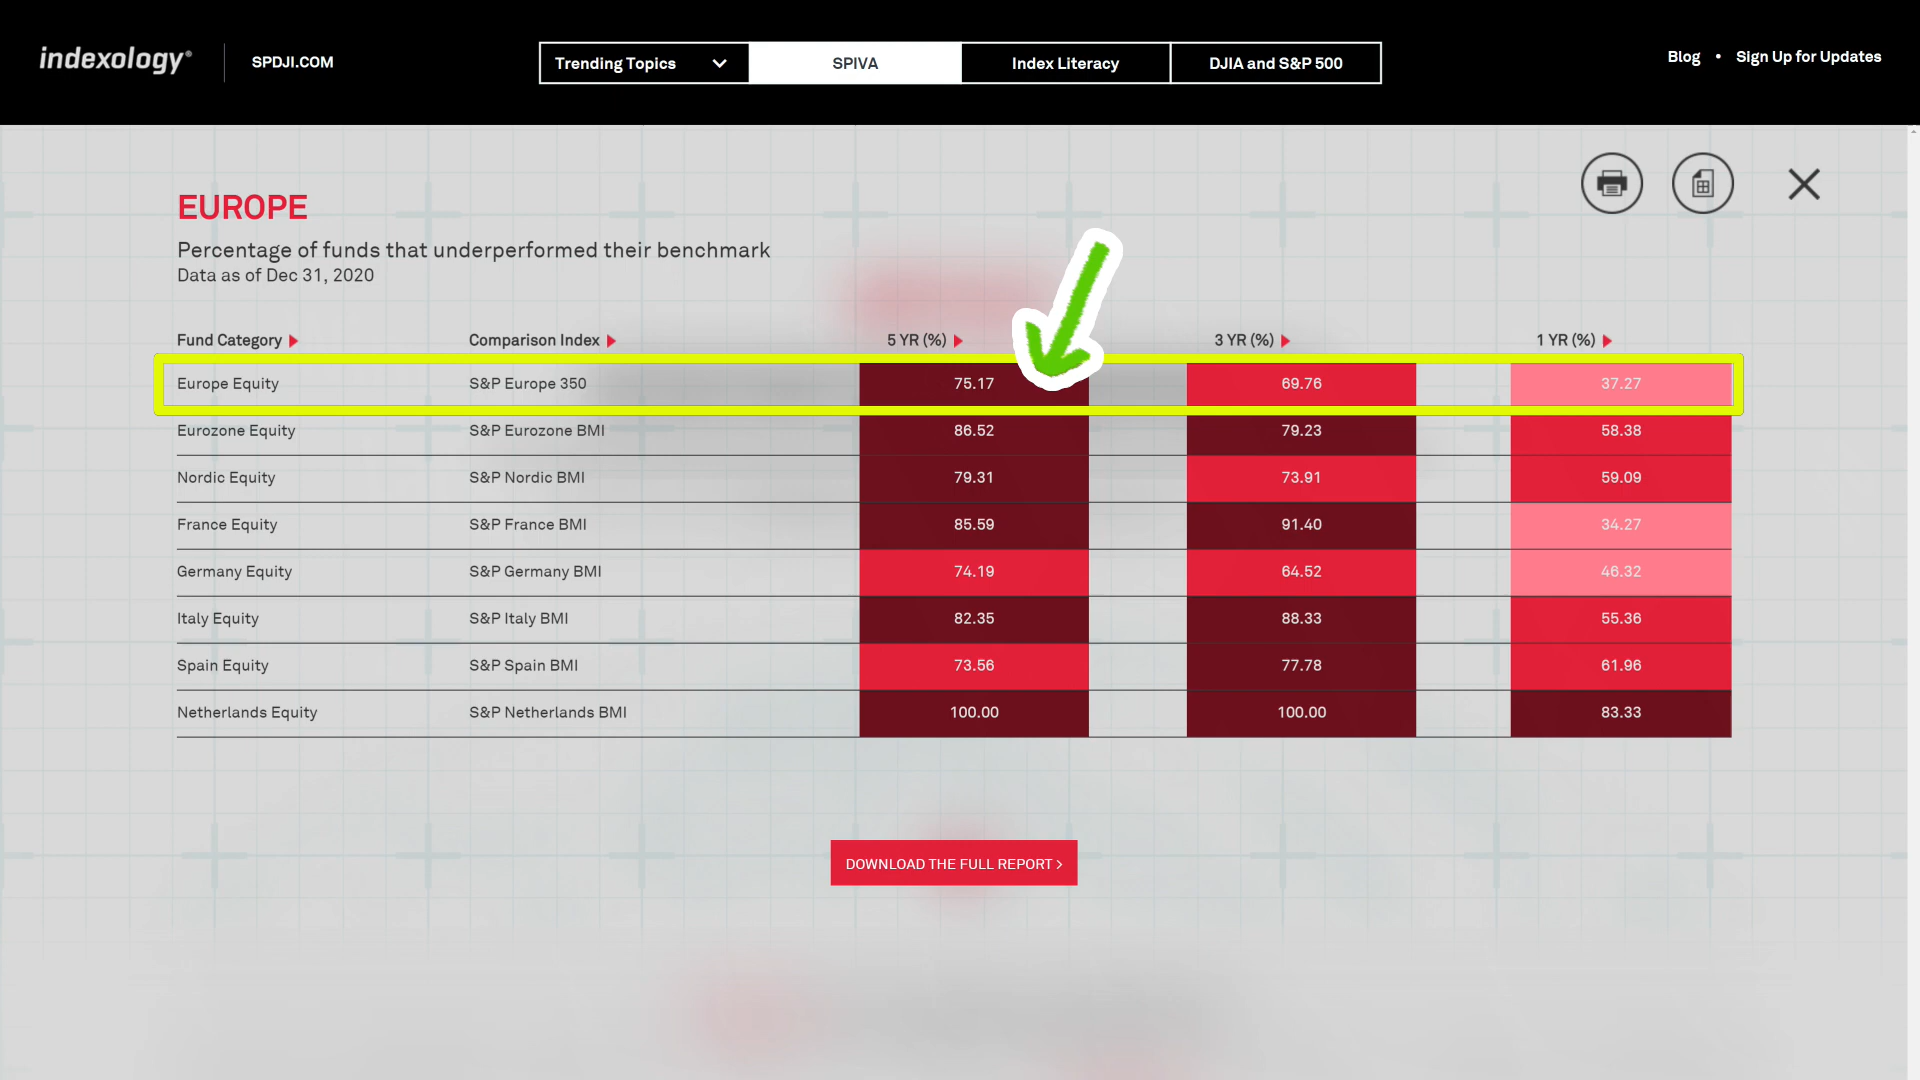 indexology®
SPDJI.COM
Trending Topics
SPIVA
Index Literacy
DJIA and S&P 500
Blog • Sign Up for Updates
EUROPE
Percentage of funds that underperformed their benchmark
Data as of Dec 31, 2020
Fund Category Comparison Index 5 YR (%) 3 YR (%) 1 YR (%)
Europe Equity S&P Europe 350 75.17 69.76 37.27
Eurozone Equity S&P Eurozone BMI 86.52 79.23 58.38
Nordic Equity S&P Nordic BMI 79.31 73.91 59.09
France Equity S&P France BMI 85.59 91.40 34.27
Germany Equity S&P Germany BMI 74.19 64.52 46.32
Italy Equity S&P Italy BMI 82.35 88.33 55.36
Spain Equity S&P Spain BMI 73.56 77.78 61.96
Netherlands Equity S&P Netherlands BMI 100.00 100.00 83.33
DOWNLOAD THE FULL REPORT >